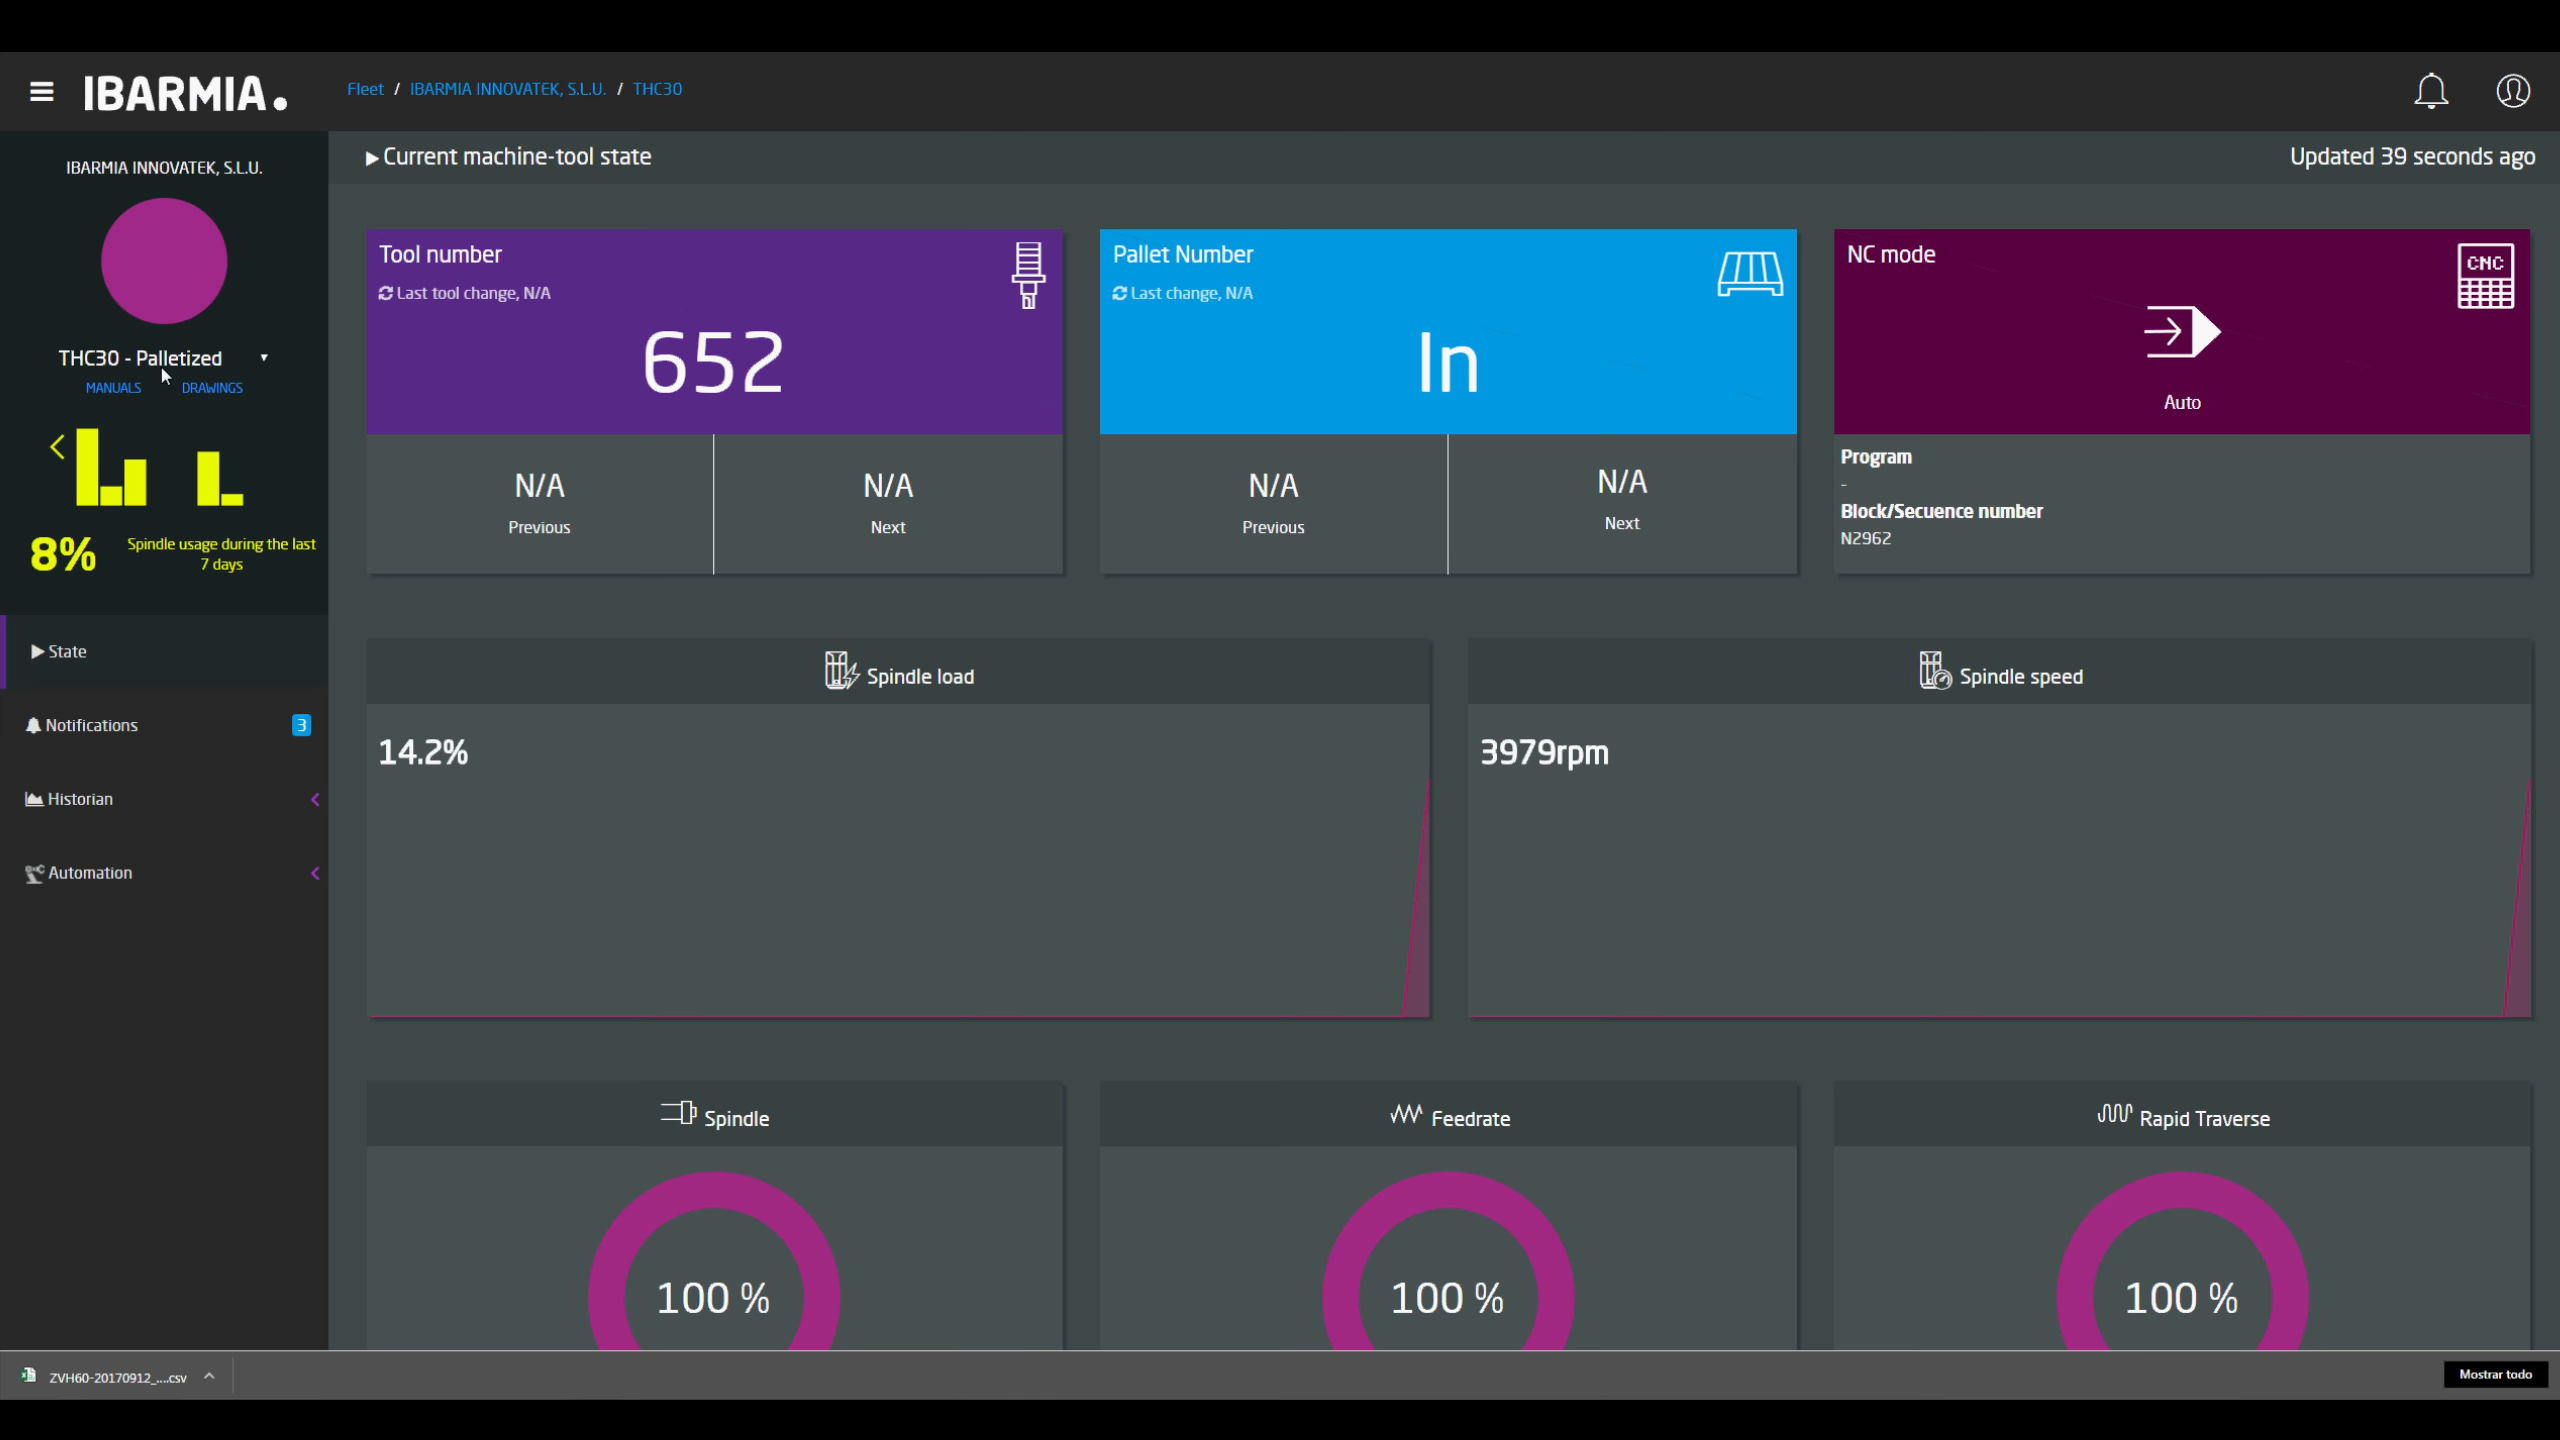 IBARMIA.
Fleet / IBARMIA INNOVATEK, S.L.U. / THC30
IBARMIA INNOVATEK, S.L.U.
THC30 - Palletized
MANUALS DRAWINGS
8%
Spindle usage during the last
7 days
State
Notifications 3
Historian
Automation
Current machine-tool state
Updated 39 seconds ago
Tool number
Last tool change, N/A
652
N/A
Previous
N/A
Next
Pallet Number
Last change, N/A
In
N/A
Previous
N/A
Next
NC mode
CNC
Auto
Program
-
Block/Secuence number
N2962
Spindle load
14.2%
Spindle speed
3979rpm
Spindle
100 %
Feedrate
100 %
Rapid Traverse
100 %
ZVH60-20170912_....csv
Mostrar todo